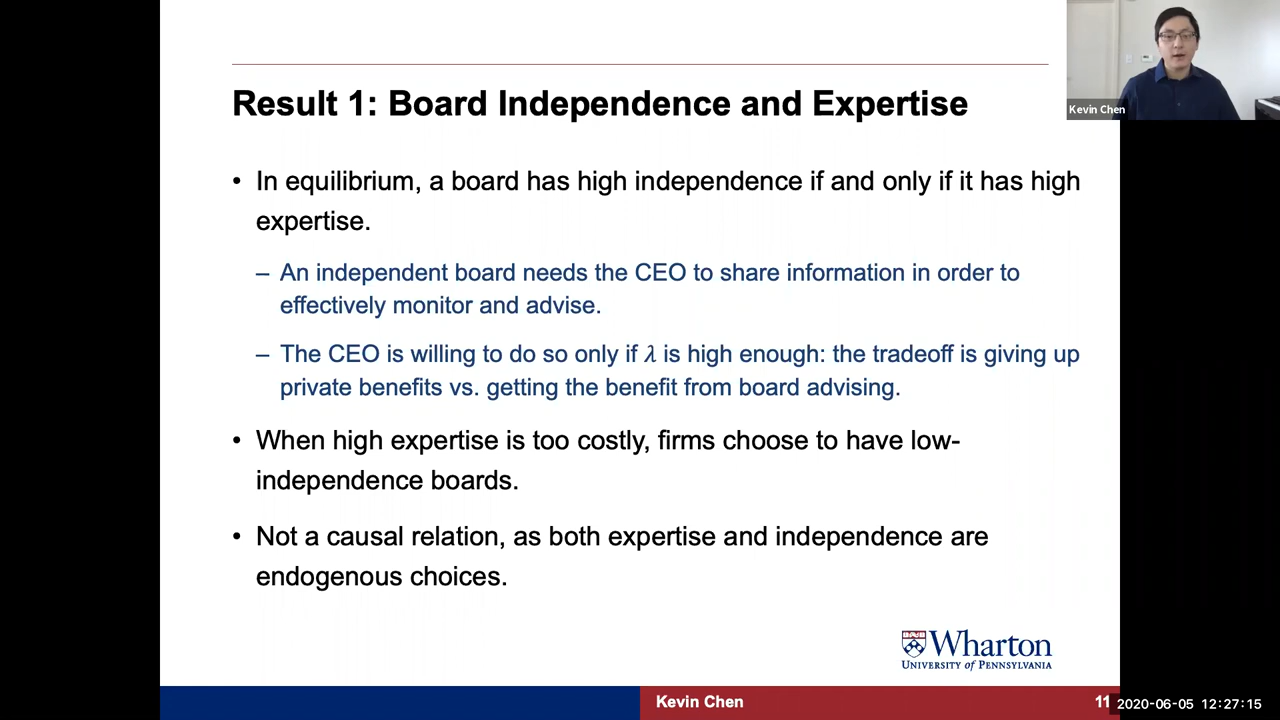 Result 1: Board Independence and Expertise
Kevin Chen
• In equilibrium, a board has high independence if and only if it has high
expertise.
– An independent board needs the CEO to share information in order to
effectively monitor and advise.
– The CEO is willing to do so only if λ is high enough: the tradeoff is giving up
private benefits vs. getting the benefit from board advising.
• When high expertise is too costly, firms choose to have low-
independence boards.
• Not a causal relation, as both expertise and independence are
endogenous choices.
Wharton
UNIVERSITY of PENNSYLVANIA
Kevin Chen
11
2020-06-05 12:27:15